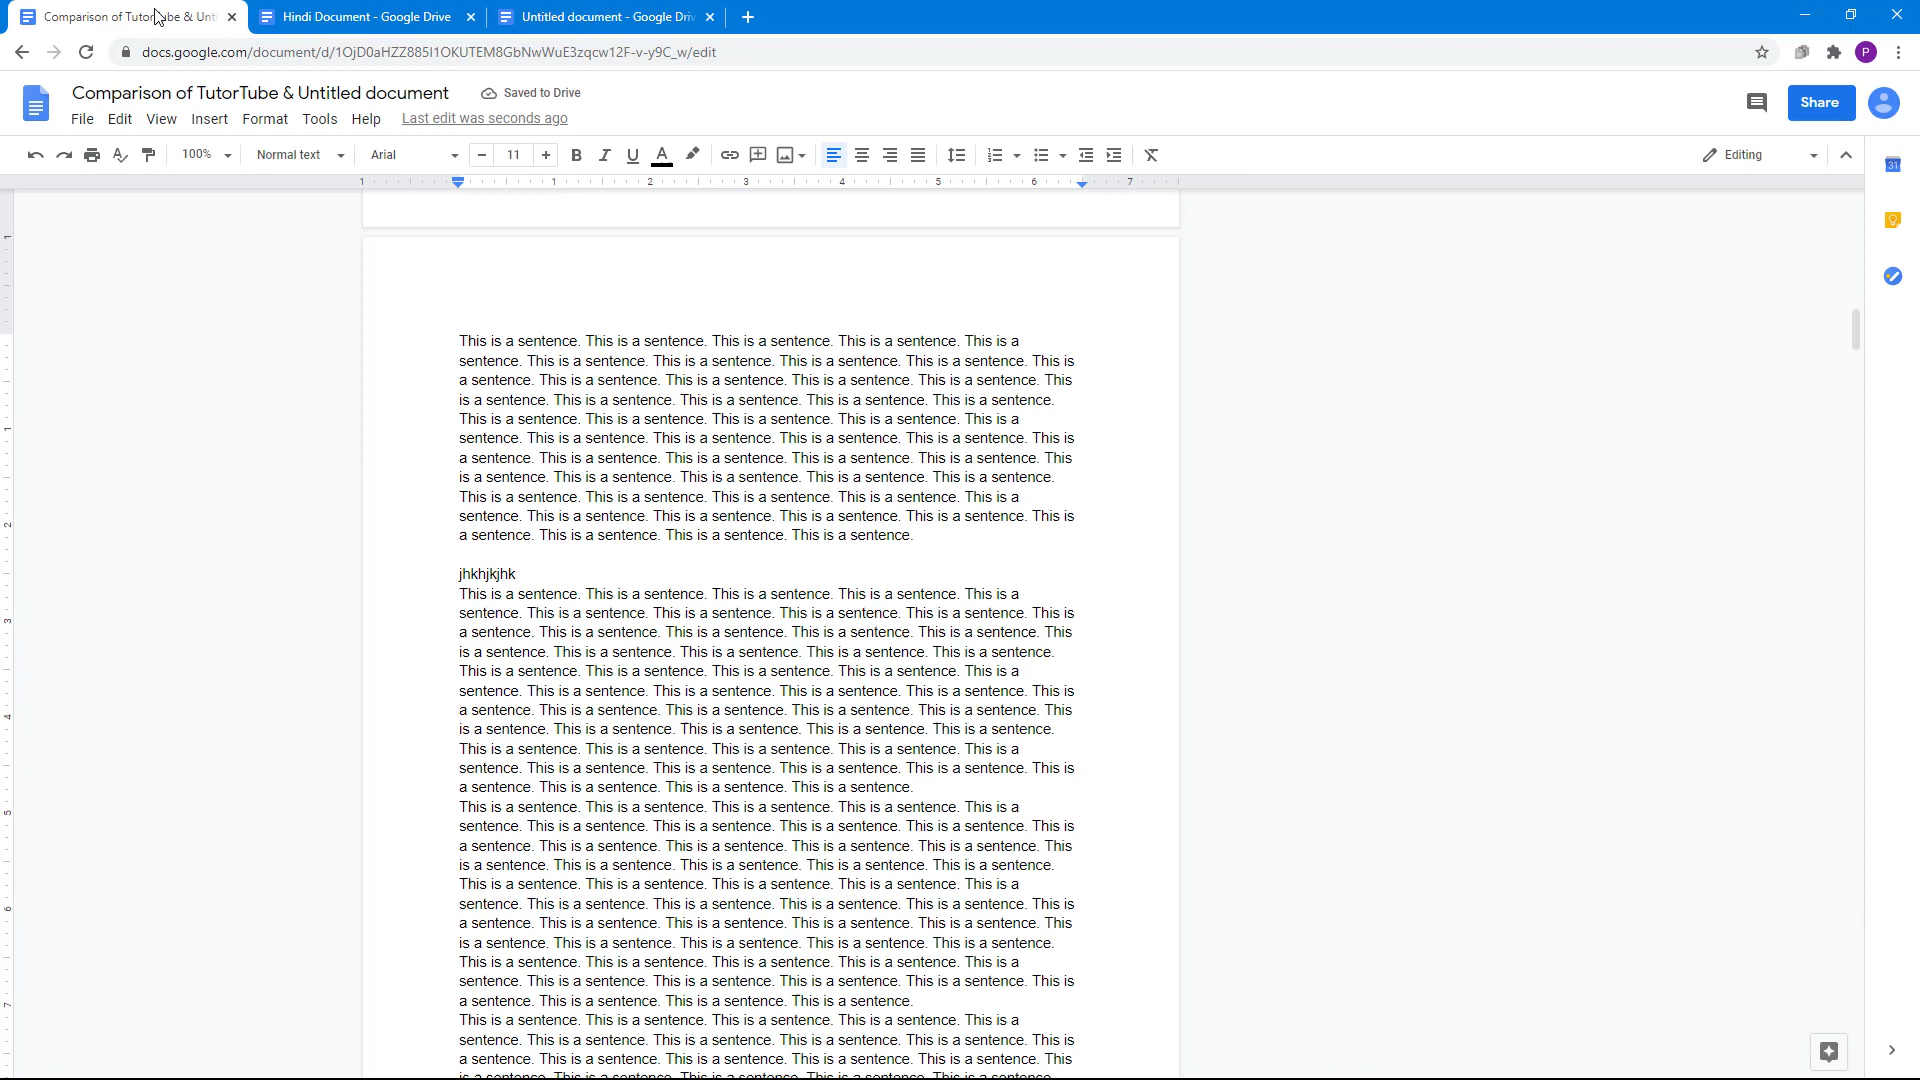 Comparison of TutorTube & Unti
Hindi Document - Google Drive
Untitled document - Google Driv
docs.google.com/document/d/1OjD0aHZZ885I1OKUTEM8GbNwWuE3zqcw12F-v-y9C_w/edit
P
Comparison of TutorTube & Untitled document
Saved to Drive
Share
File Edit View Insert Format Tools Help Last edit was seconds ago
100% Normal text Arial 11 B I U A Editing
1 1 2 3 4 5 6 7
31
This is a sentence. This is a sentence. This is a sentence. This is a sentence. This is a
sentence. This is a sentence. This is a sentence. This is a sentence. This is a sentence. This is
a sentence. This is a sentence. This is a sentence. This is a sentence. This is a sentence. This
is a sentence. This is a sentence. This is a sentence. This is a sentence. This is a sentence.
This is a sentence. This is a sentence. This is a sentence. This is a sentence. This is a
sentence. This is a sentence. This is a sentence. This is a sentence. This is a sentence. This is
a sentence. This is a sentence. This is a sentence. This is a sentence. This is a sentence. This
is a sentence. This is a sentence. This is a sentence. This is a sentence. This is a sentence.
This is a sentence. This is a sentence. This is a sentence. This is a sentence. This is a
sentence. This is a sentence. This is a sentence. This is a sentence. This is a sentence. This is
a sentence. This is a sentence. This is a sentence. This is a sentence.
jhkhjkjhk
This is a sentence. This is a sentence. This is a sentence. This is a sentence. This is a
sentence. This is a sentence. This is a sentence. This is a sentence. This is a sentence. This is
a sentence. This is a sentence. This is a sentence. This is a sentence. This is a sentence. This
is a sentence. This is a sentence. This is a sentence. This is a sentence. This is a sentence.
This is a sentence. This is a sentence. This is a sentence. This is a sentence. This is a
sentence. This is a sentence. This is a sentence. This is a sentence. This is a sentence. This is
a sentence. This is a sentence. This is a sentence. This is a sentence. This is a sentence. This
is a sentence. This is a sentence. This is a sentence. This is a sentence. This is a sentence.
This is a sentence. This is a sentence. This is a sentence. This is a sentence. This is a
sentence. This is a sentence. This is a sentence. This is a sentence. This is a sentence. This is
a sentence. This is a sentence. This is a sentence. This is a sentence.
This is a sentence. This is a sentence. This is a sentence. This is a sentence. This is a
sentence. This is a sentence. This is a sentence. This is a sentence. This is a sentence. This is
a sentence. This is a sentence. This is a sentence. This is a sentence. This is a sentence. This
is a sentence. This is a sentence. This is a sentence. This is a sentence. This is a sentence.
This is a sentence. This is a sentence. This is a sentence. This is a sentence. This is a
sentence. This is a sentence. This is a sentence. This is a sentence. This is a sentence. This is
a sentence. This is a sentence. This is a sentence. This is a sentence. This is a sentence. This
is a sentence. This is a sentence. This is a sentence. This is a sentence. This is a sentence.
This is a sentence. This is a sentence. This is a sentence. This is a sentence. This is a
sentence. This is a sentence. This is a sentence. This is a sentence. This is a sentence. This is
a sentence. This is a sentence. This is a sentence. This is a sentence.
This is a sentence. This is a sentence. This is a sentence. This is a sentence. This is a
sentence. This is a sentence. This is a sentence. This is a sentence. This is a sentence. This is
a sentence. This is a sentence. This is a sentence. This is a sentence. This is a sentence. This
is a sentence. This is a sentence. This is a sentence. This is a sentence. This is a sentence.